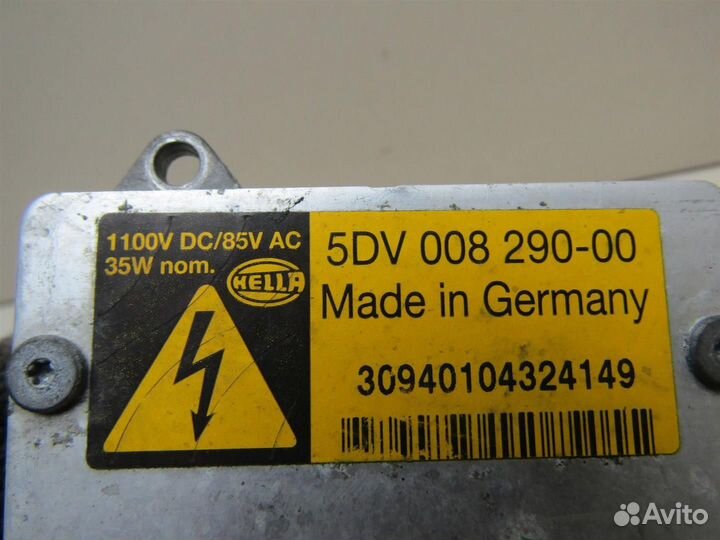 1100V DC/85V AC
35W nom.
HELLA
5DV 008 290-00
Made in Germany
30940104324149
Avito